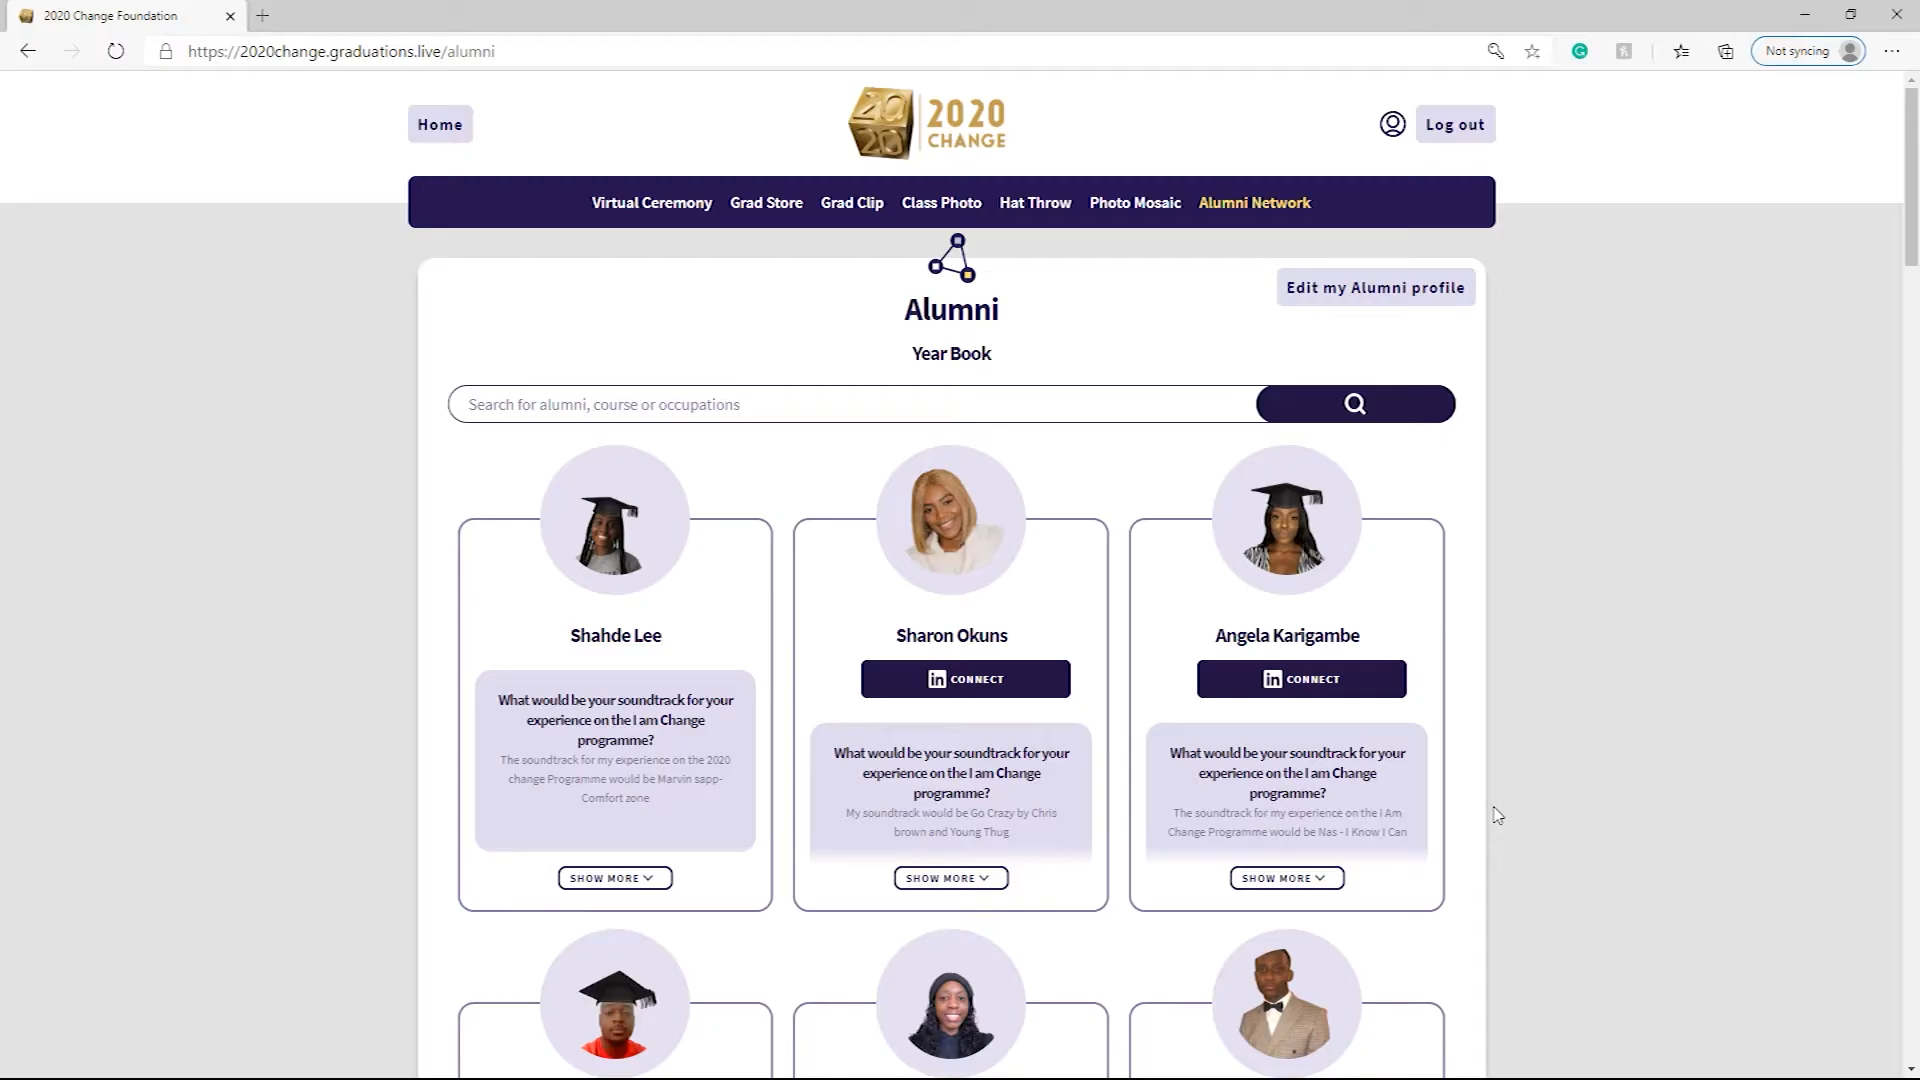 2020 Change Foundation
https://2020change.graduations.live/alumni
Not syncing
Home
20
20
2020
CHANGE
Log out
Virtual Ceremony Grad Store Grad Clip Class Photo Hat Throw Photo Mosaic Alumni Network
Edit my Alumni profile
Alumni
Year Book
Search for alumni, course or occupations
Shahde Lee
What would be your soundtrack for your
experience on the I am Change
programme?
The soundtrack for my experience on the 2020
change Programme would be Marvin sapp-
Comfort zone
SHOW MORE
Sharon Okuns
in CONNECT
What would be your soundtrack for your
experience on the I am Change
programme?
My soundtrack would be Go Crazy by Chris
brown and Young Thug
SHOW MORE
Angela Karigambe
in CONNECT
What would be your soundtrack for your
experience on the I am Change
programme?
The soundtrack for my experience on the I Am
Change Programme would be Nas - I Know I Can
SHOW MORE